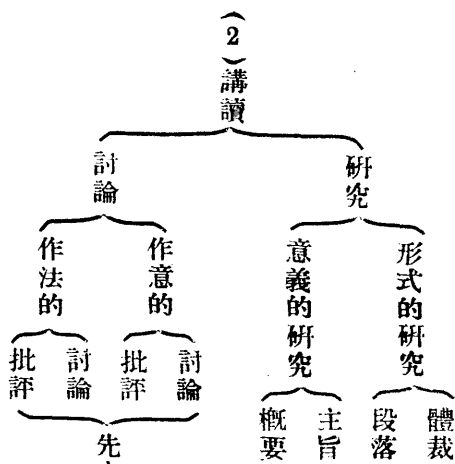 (2)講讀
研究
形式的研究
體裁
段落
意義的研究
主旨
概要
討論
作意的
討論
批評
作法的
討論
批評
先